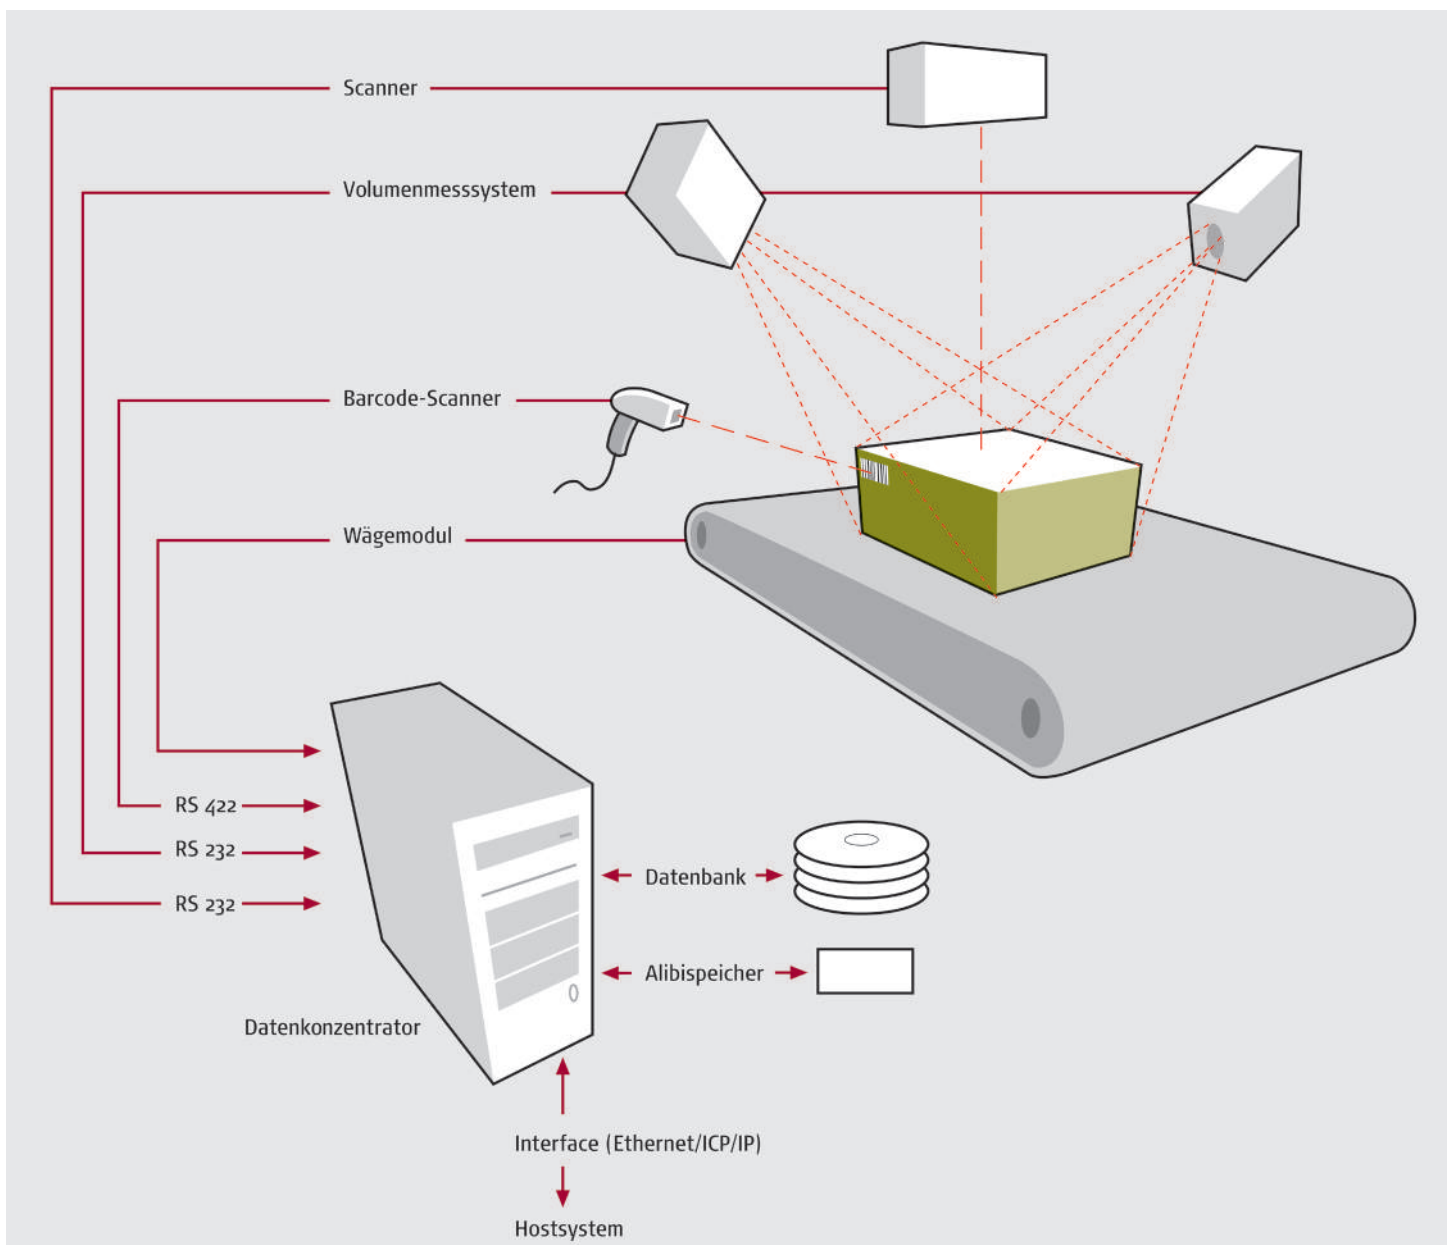 Scanner
Volumenmesssystem
Barcode-Scanner
Wägemodul
RS 422
RS 232
RS 232
Datenbank
Alibispeicher
Datenkonzentrator
Interface (Ethernet/ICP/IP)
Hostsystem